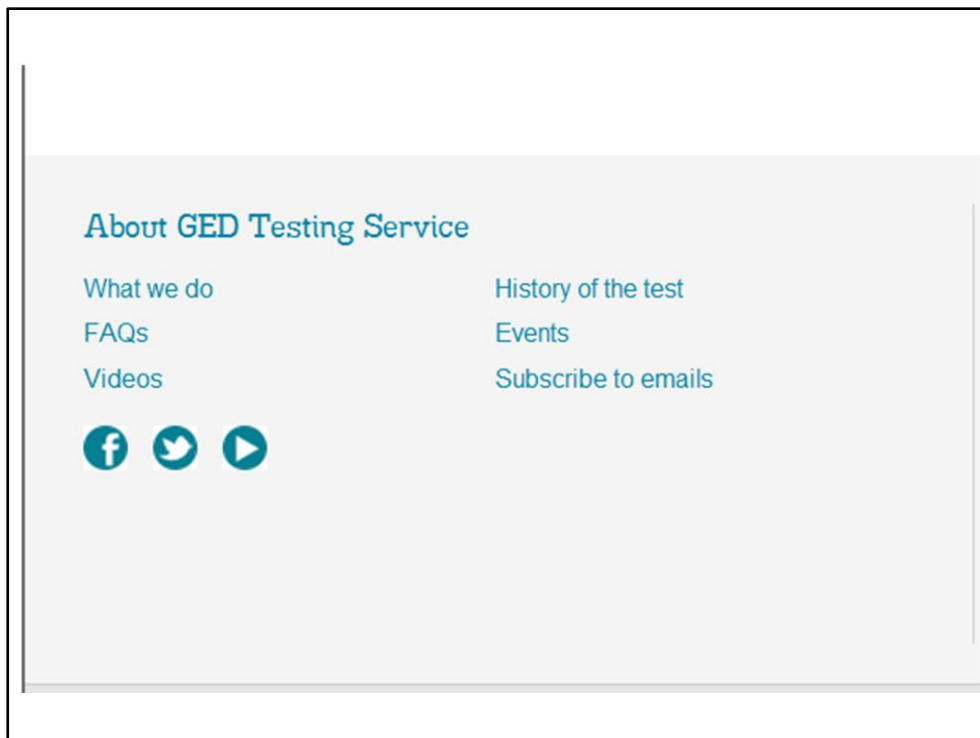 About GED Testing Service
What we do
History of the test
FAQs
Events
Videos
Subscribe to emails